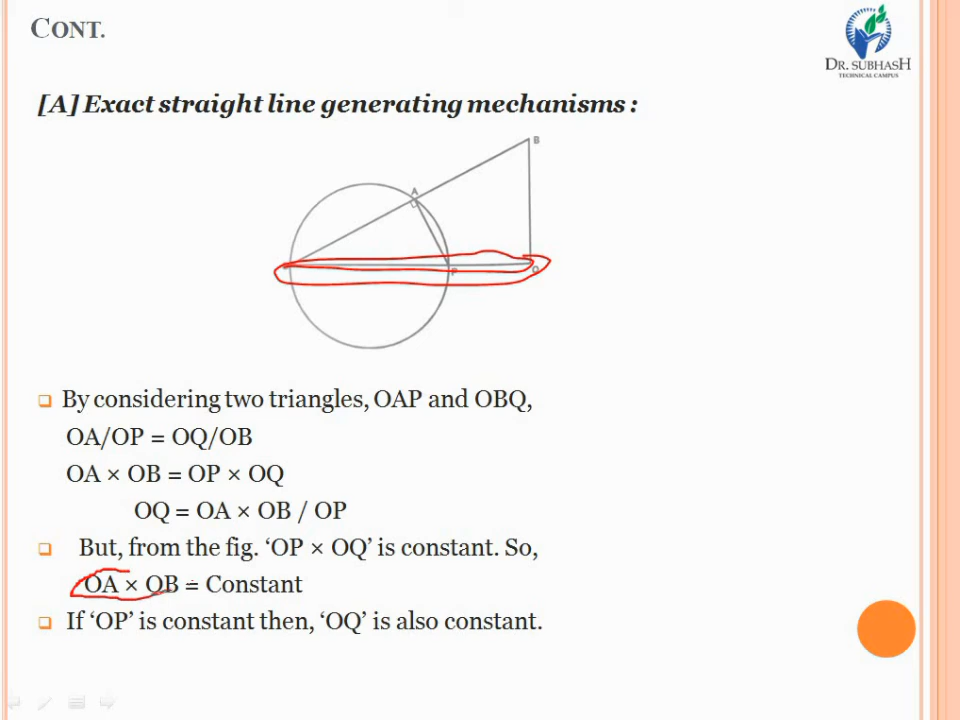 CONT.
DR. SUBHASH
TECHNICAL CAMPUS
[A] Exact straight line generating mechanisms :
B
A
P
Q
❑ By considering two triangles, OAP and OBQ,
OA/OP = OQ/OB
OA × OB = OP × OQ
OQ = OA × OB / OP
❑ But, from the fig. ‘OP × OQ’ is constant. So,
OA × OB = Constant
❑ If ‘OP’ is constant then, ‘OQ’ is also constant.